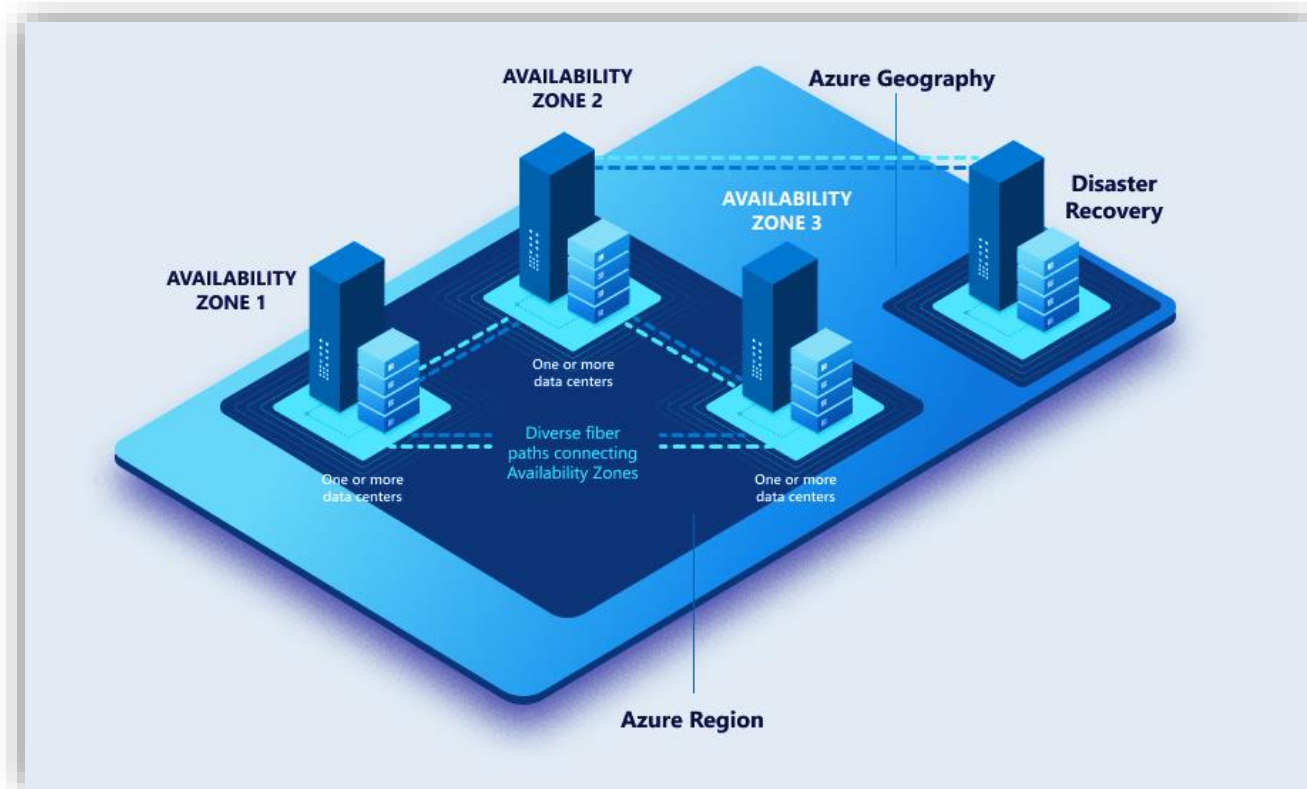 AVAILABILITY
ZONE 2
Azure Geography
Disaster
Recovery
AVAILABILITY
ZONE 3
AVAILABILITY
ZONE 1
One or more
data centers
Diverse fiber
paths connecting
Availability Zones
One or more
data centers
One or more
data centers
Azure Region